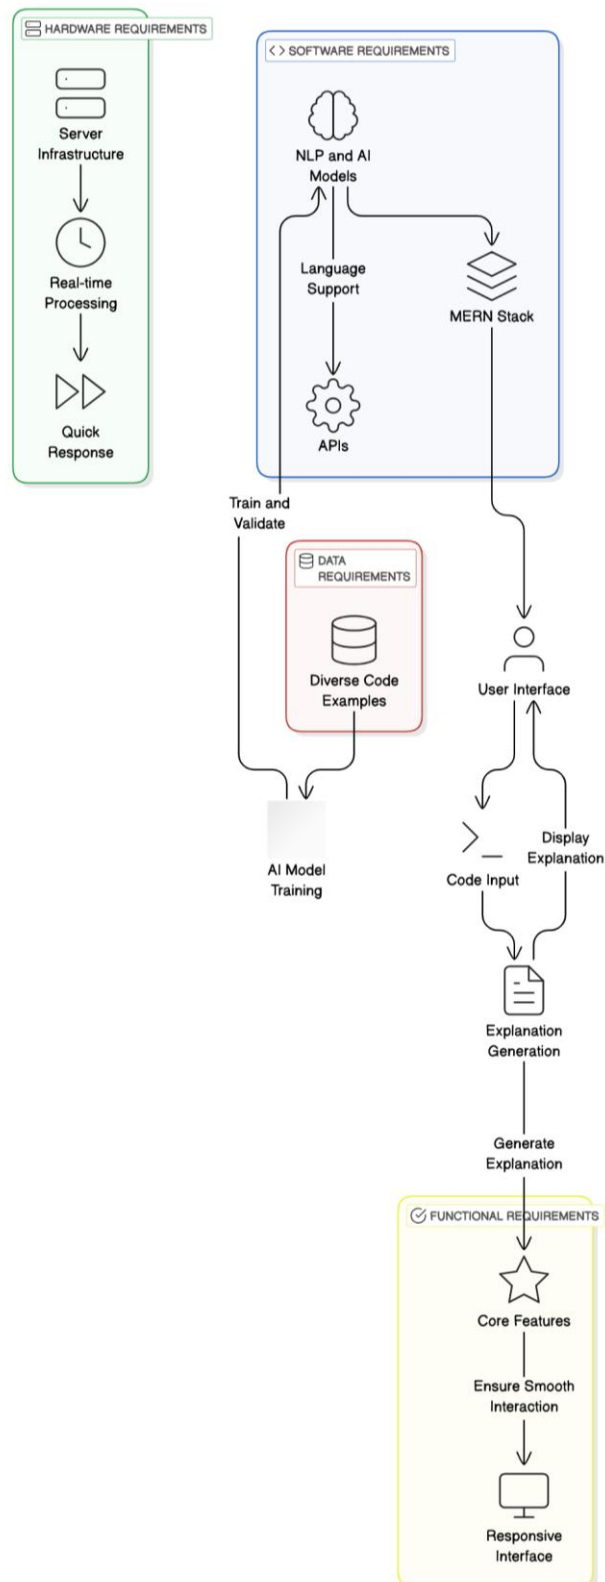 HARDWARE REQUIREMENTS
Server
Infrastructure
Real-time
Processing
Quick
Response
SOFTWARE REQUIREMENTS
NLP and AI
Models
Language
Support
MERN Stack
APIs
Train and
Validate
DATA
REQUIREMENTS
Diverse Code
Examples
AI Model
Training
User Interface
Code Input
Display
Explanation
Explanation
Generation
Generate
Explanation
FUNCTIONAL REQUIREMENTS
Core Features
Ensure Smooth
Interaction
Responsive
Interface